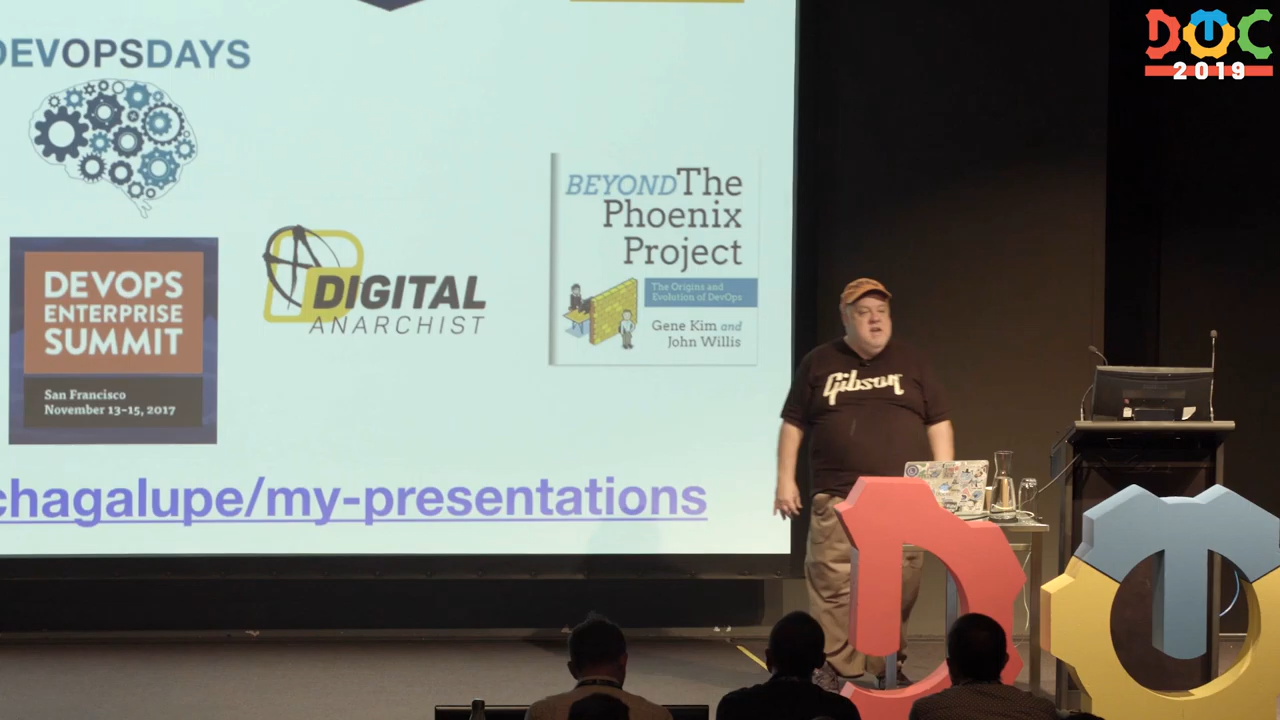 DEVOPSDAYS
DEVOPS
ENTERPRISE
SUMMIT
San Francisco
November 13-15, 2017
DIGITAL
ANARCHIST
BEYOND The
Phoenix
Project
The Origins and
Evolution of DevOps
Gene Kim and
John Willis
chagalupe/my-presentations
Gibson
DOTC
2019